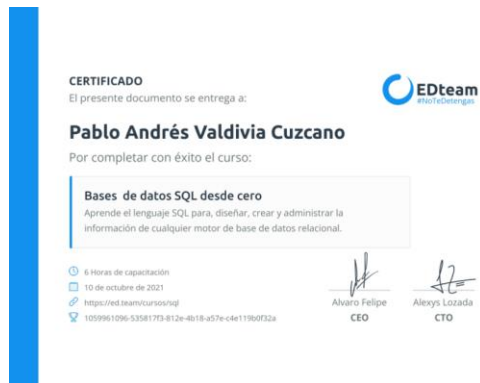 CERTIFICADO
El presente documento se entrega a:
EDteam
#NoTeDetengas
Pablo Andrés Valdivia Cuzcano
Por completar con éxito el curso:
Bases de datos SQL desde cero
Aprende el lenguaje SQL para, diseñar, crear y administrar la
información de cualquier motor de base de datos relacional.
6 Horas de capacitación
10 de octubre de 2021
https://ed.team/cursos/sql
1059961096-535817f3-812e-4b18-a57e-c4e119b0f32a
Alvaro Felipe
CEO
Alexys Lozada
CTO